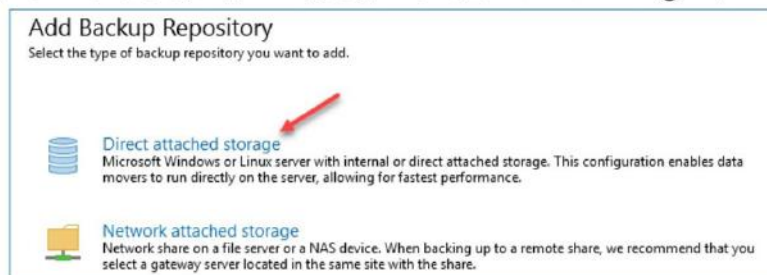 Add Backup Repository
Select the type of backup repository you want to add.
Direct attached storage
Microsoft Windows or Linux server with internal or direct attached storage. This configuration enables data
movers to run directly on the server, allowing for fastest performance.
Network attached storage
Network share on a file server or a NAS device. When backing up to a remote share, we recommend that you
select a gateway server located in the same site with the share.